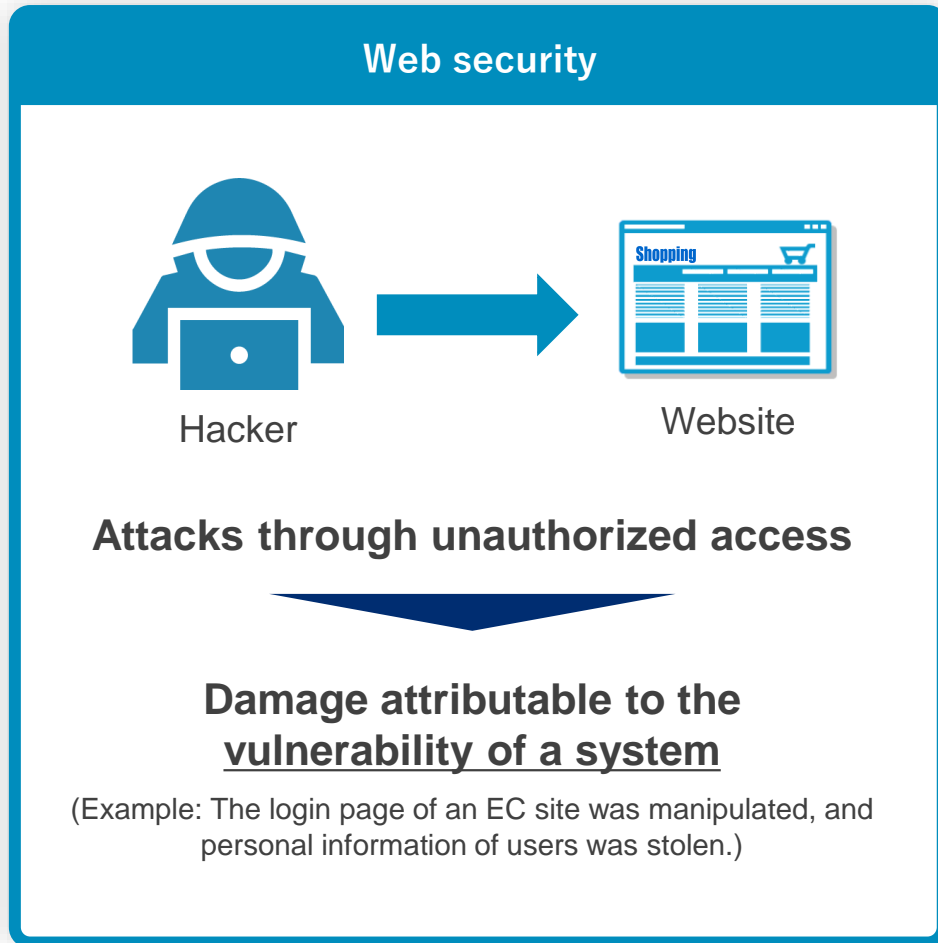 Web security
Shopping
Hacker
Website
Attacks through unauthorized access
Damage attributable to the
vulnerability of a system
(Example: The login page of an EC site was manipulated, and
personal information of users was stolen.)